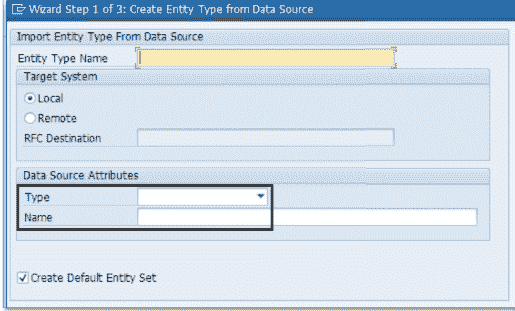 Wizard Step 1 of 3: Create Entity Type from Data Source
Import Entity Type From Data Source
Entity Type Name
Target System
Local
Remote
RFC Destination
Data Source Attributes
Type
Name
Create Default Entity Set